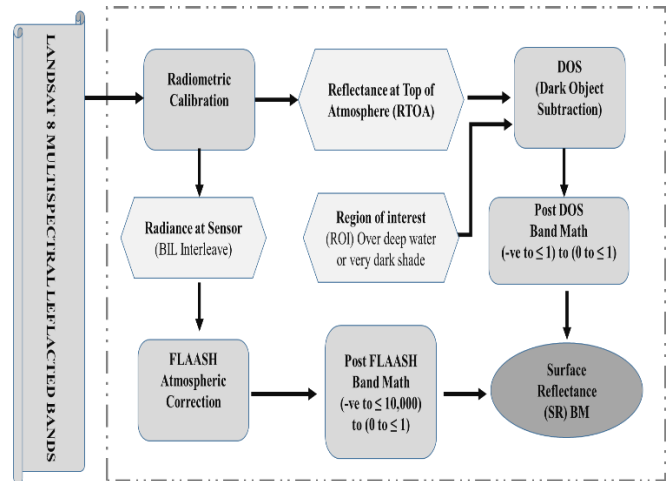 LANDSAT 8 MULTISPECTRAL LEFLACTED BANDS
Radiometric
Calibration
Reflectance at Top of
Atmosphere (RTOA)
DOS
(Dark Object
Subtraction)
Radiance at Sensor
(BIL Interleave)
Region of interest
(ROI) Over deep water
or very dark shade
Post DOS
Band Math
(-ve to ≤ 1) to (0 to ≤ 1)
FLAASH
Atmospheric
Correction
Post FLAASH
Band Math
(-ve to ≤ 10,000)
to (0 to ≤ 1)
Surface
Reflectance
(SR) BM